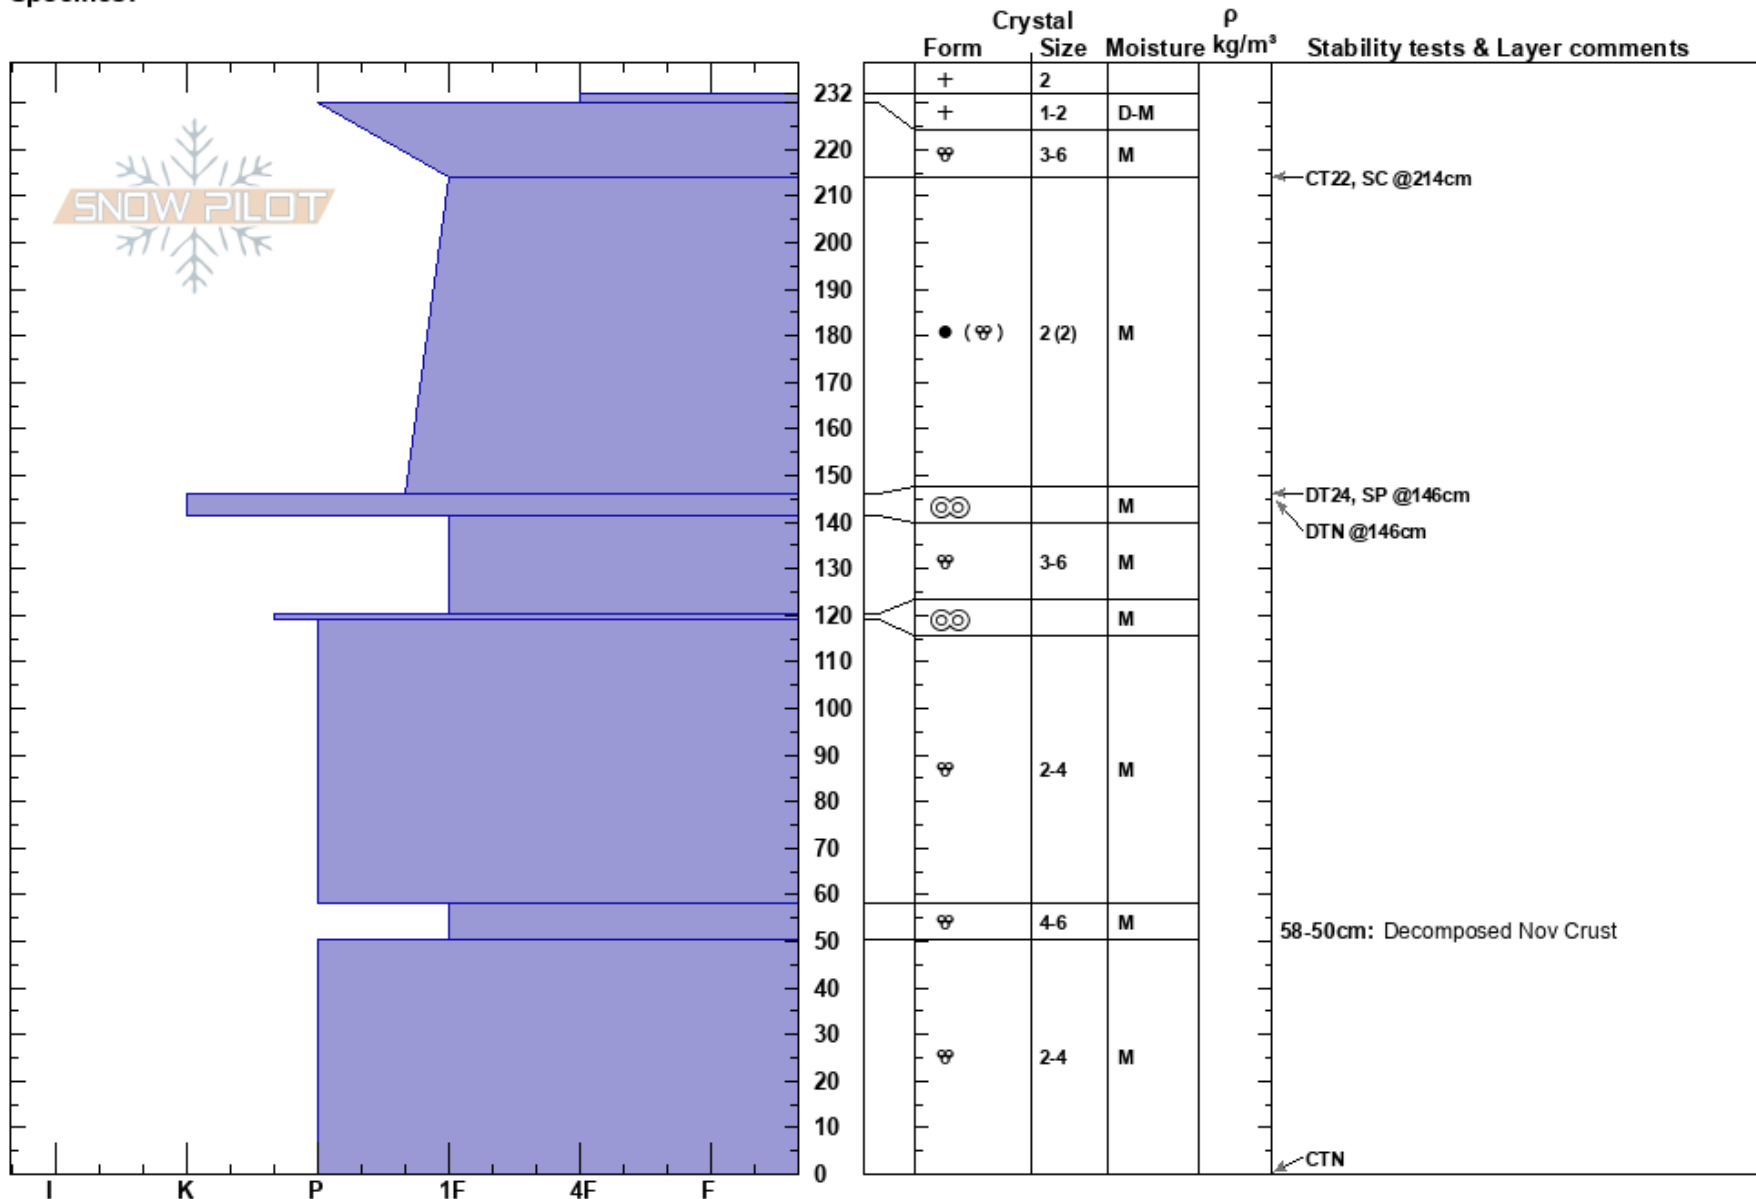 Crystal ρ
Form Size Moisture kg/m³ Stability tests & Layer comments
+ 2
232
+ 1-2 D-M
220 3-6 M
CT22, SC @214cm
210
SNOW PILOT
200
190
180 ● ( ) 2 (2) M
170
160
150
DT24, SP @146cm
M
140 DTN @146cm
130 3-6 M
120 M
110
100
90
2-4 M
80
70
60
4-6 M 58-50cm: Decomposed Nov Crust
50
40
30
2-4 M
20
10
CTN
0
I K P 1F 4F F